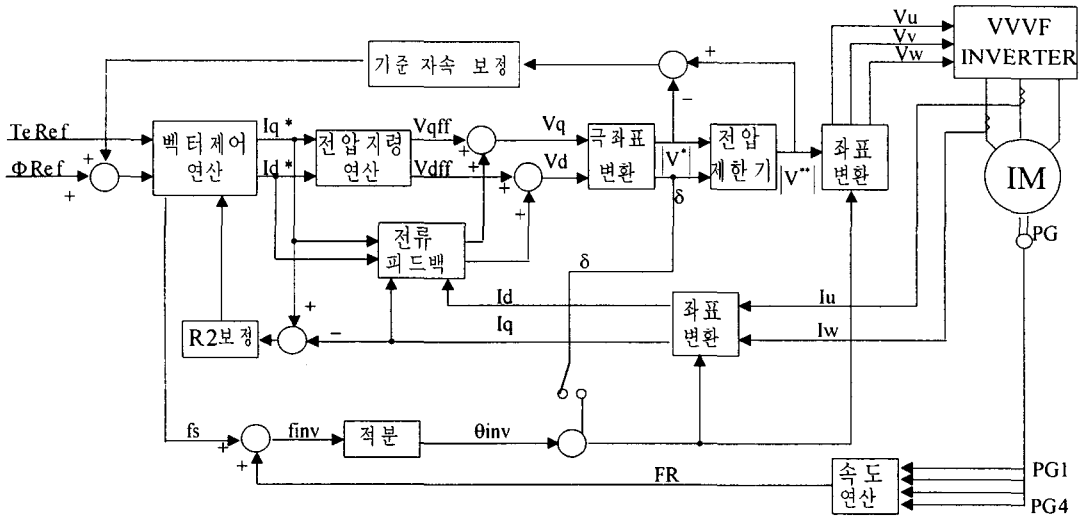 Vu
Vv
Vw
VVVF
INVERTER
기준 자속 보정
+
−
Te Ref
ΦRef
+
+
벡터제어
연산
Iq *
Id *
전압지령
연산
Vqff
Vdff
+
+
+
+
Vq
Vd
극좌표
변환
|V*|
δ
전압
제한기
|V**|
좌표
변환
IM
PG
전류
피드백
δ
Id
Iq
좌표
변환
Iu
Iw
R2보정
+
−
fs
+
+
finv
적분
θinv
FR
속도
연산
PG1
PG4